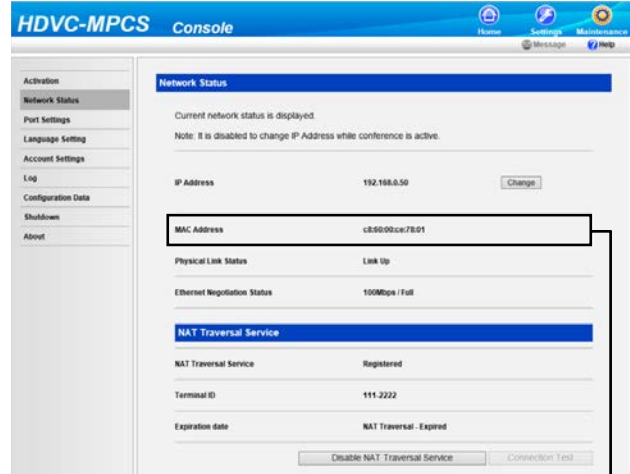 HDVC-MPCS Console
Home
Settings
Maintenance
Message
Help
Activation
Network Status
Port Settings
Language Setting
Account Settings
Log
Configuration Data
Shutdown
About
Network Status
Current network status is displayed.
Note: It is disabled to change IP Address while conference is active.
IP Address 192.168.0.50 Change
MAC Address c8:60:00:ce:78:01
Physical Link Status Link Up
Ethernet Negotiation Status 100Mbps / Full
NAT Traversal Service
NAT Traversal Service Registered
Terminal ID 111-2222
Expiration date NAT Traversal - Expired
Disable NAT Traversal Service Connection Test